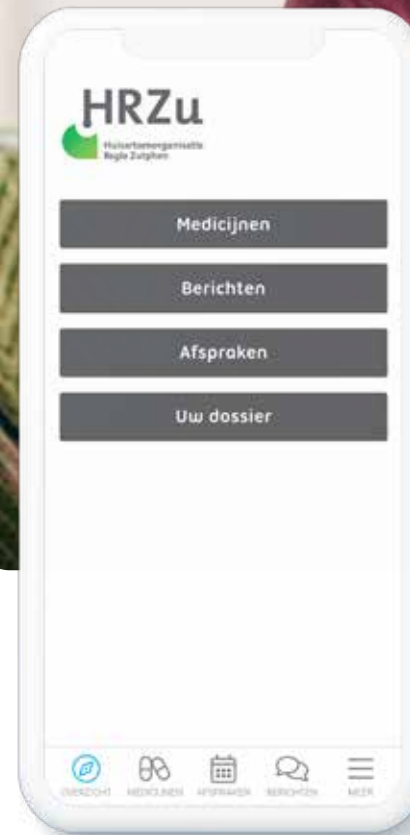 HRZu
Huisartsenorganisatie
Regio Zutphen
Medicijnen
Berichten
Afspraken
Uw dossier
OVERZICHT MEDICIJNEN AFSPRAKEN BERICHTEN MEER